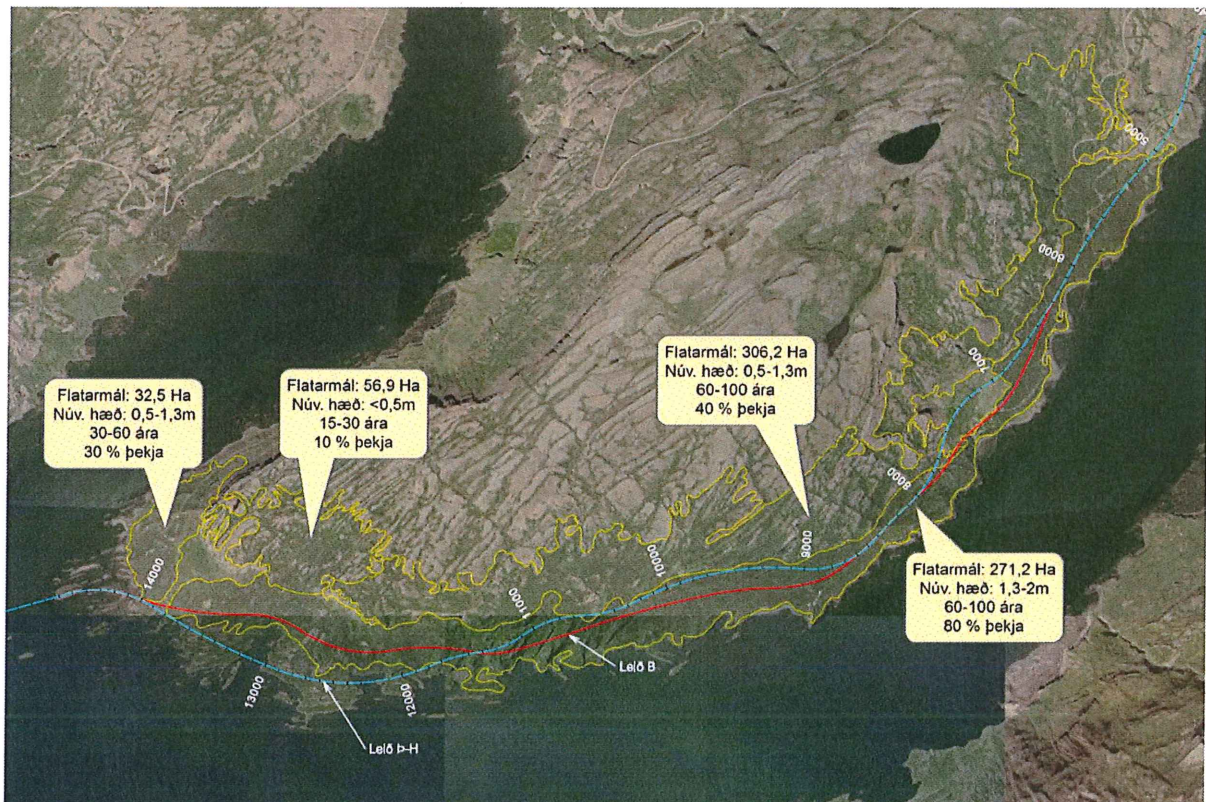 Flatarmál: 32,5 Ha
Núv. hæð: 0,5-1,3m
30-60 ára
30 % þekja
Flatarmál: 56,9 Ha
Núv. hæð: <0,5m
15-30 ára
10 % þekja
Flatarmál: 306,2 Ha
Núv. hæð: 0,5-1,3m
60-100 ára
40 % þekja
Flatarmál: 271,2 Ha
Núv. hæð: 1,3-2m
60-100 ára
80 % þekja
5000
6000
7000
8000
9000
10000
11000
12000
13000
14000
Leið B
Leið Þ-H